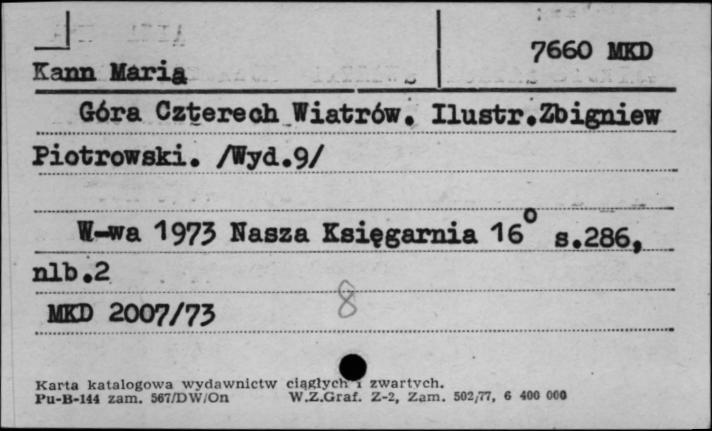 7660 MKD
Kann Maria
Góra Czterech Wiatrów. Ilustr.Zbigniew
Piotrowski. /Wyd.9/
W-wa 1973 Nasza Księgarnia 16° s.286,
nlb.2
MKD 2007/73 8
Karta katalogowa wydawnictw ciągłych i zwartych.
Pu-B-144 zam. 567/DW/On W.Z.Graf. Z-2, Zam. 502/77, 6 400 000